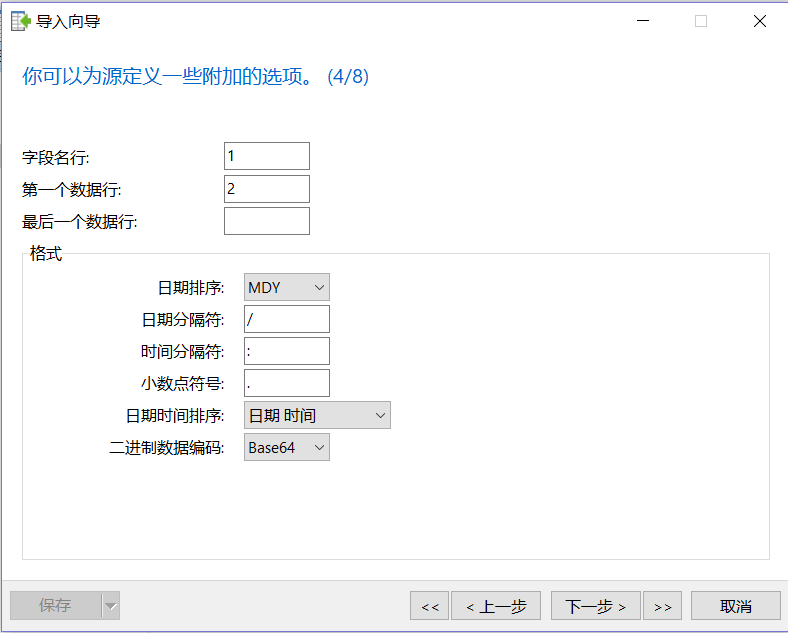 导入向导
你可以为源定义一些附加的选项。 (4/8)
字段名行: 1
第一个数据行: 2
最后一个数据行:
格式
日期排序: MDY
日期分隔符: /
时间分隔符: :
小数点符号: .
日期时间排序: 日期 时间
二进制数据编码: Base64
保存 << < 上一步 下一步 > >> 取消